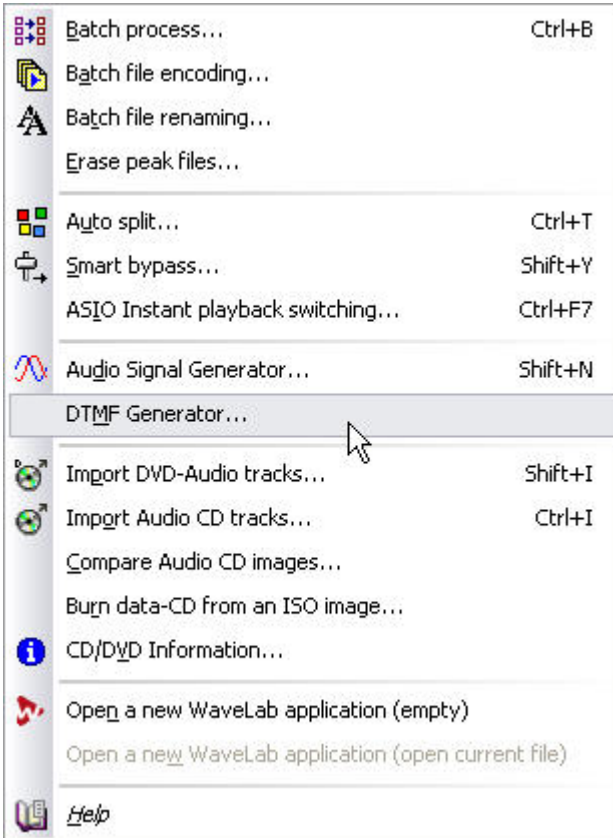 Batch process... Ctrl+B
Batch file encoding...
Batch file renaming...
Erase peak files...
Auto split... Ctrl+T
Smart bypass... Shift+Y
ASIO Instant playback switching... Ctrl+F7
Audio Signal Generator... Shift+N
DTMF Generator...
Import DVD-Audio tracks... Shift+I
Import Audio CD tracks... Ctrl+I
Compare Audio CD images...
Burn data-CD from an ISO image...
CD/DVD Information...
Open a new WaveLab application (empty)
Open a new WaveLab application (open current file)
Help